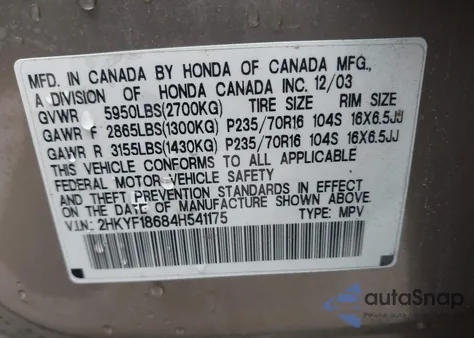 MFD. IN CANADA BY HONDA OF CANADA MFG.,
A DIVISION OF HONDA CANADA INC. 12/03
GVWR 5950LBS(2700KG) TIRE SIZE RIM SIZE
GAWR F 2865LBS(1300KG) P235/70R16 104S 16X6.5JJ
GAWR R 3155LBS(1430KG) P235/70R16 104S 16X6.5JJ
THIS VEHICLE CONFORMS TO ALL APPLICABLE
FEDERAL MOTOR VEHICLE SAFETY
AND THEFT PREVENTION STANDARDS IN EFFECT
ON THE DATE OF MANUFACTURE SHOWN ABOVE.
V.I.N.: 2HKYF18684H541175 TYPE: MPV
autoSnap